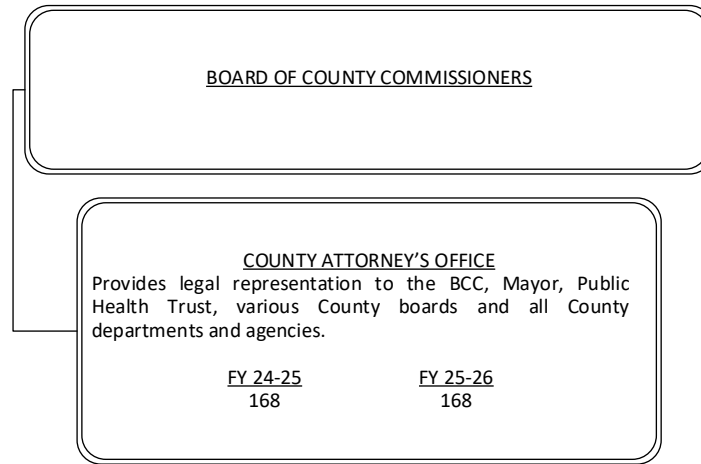 BOARD OF COUNTY COMMISSIONERS
COUNTY ATTORNEY’S OFFICE
Provides legal representation to the BCC, Mayor, Public
Health Trust, various County boards and all County
departments and agencies.
FY 24-25 FY 25-26
168 168